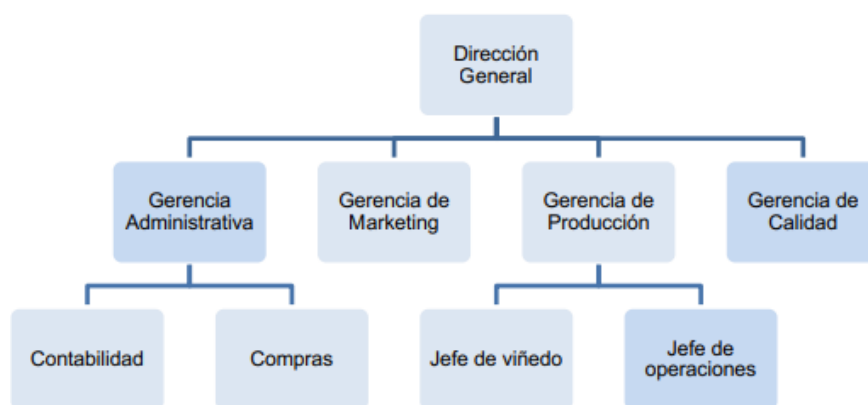 Dirección
General
Gerencia
Administrativa
Gerencia de
Marketing
Gerencia de
Producción
Gerencia de
Calidad
Contabilidad
Compras
Jefe de viñedo
Jefe de
operaciones